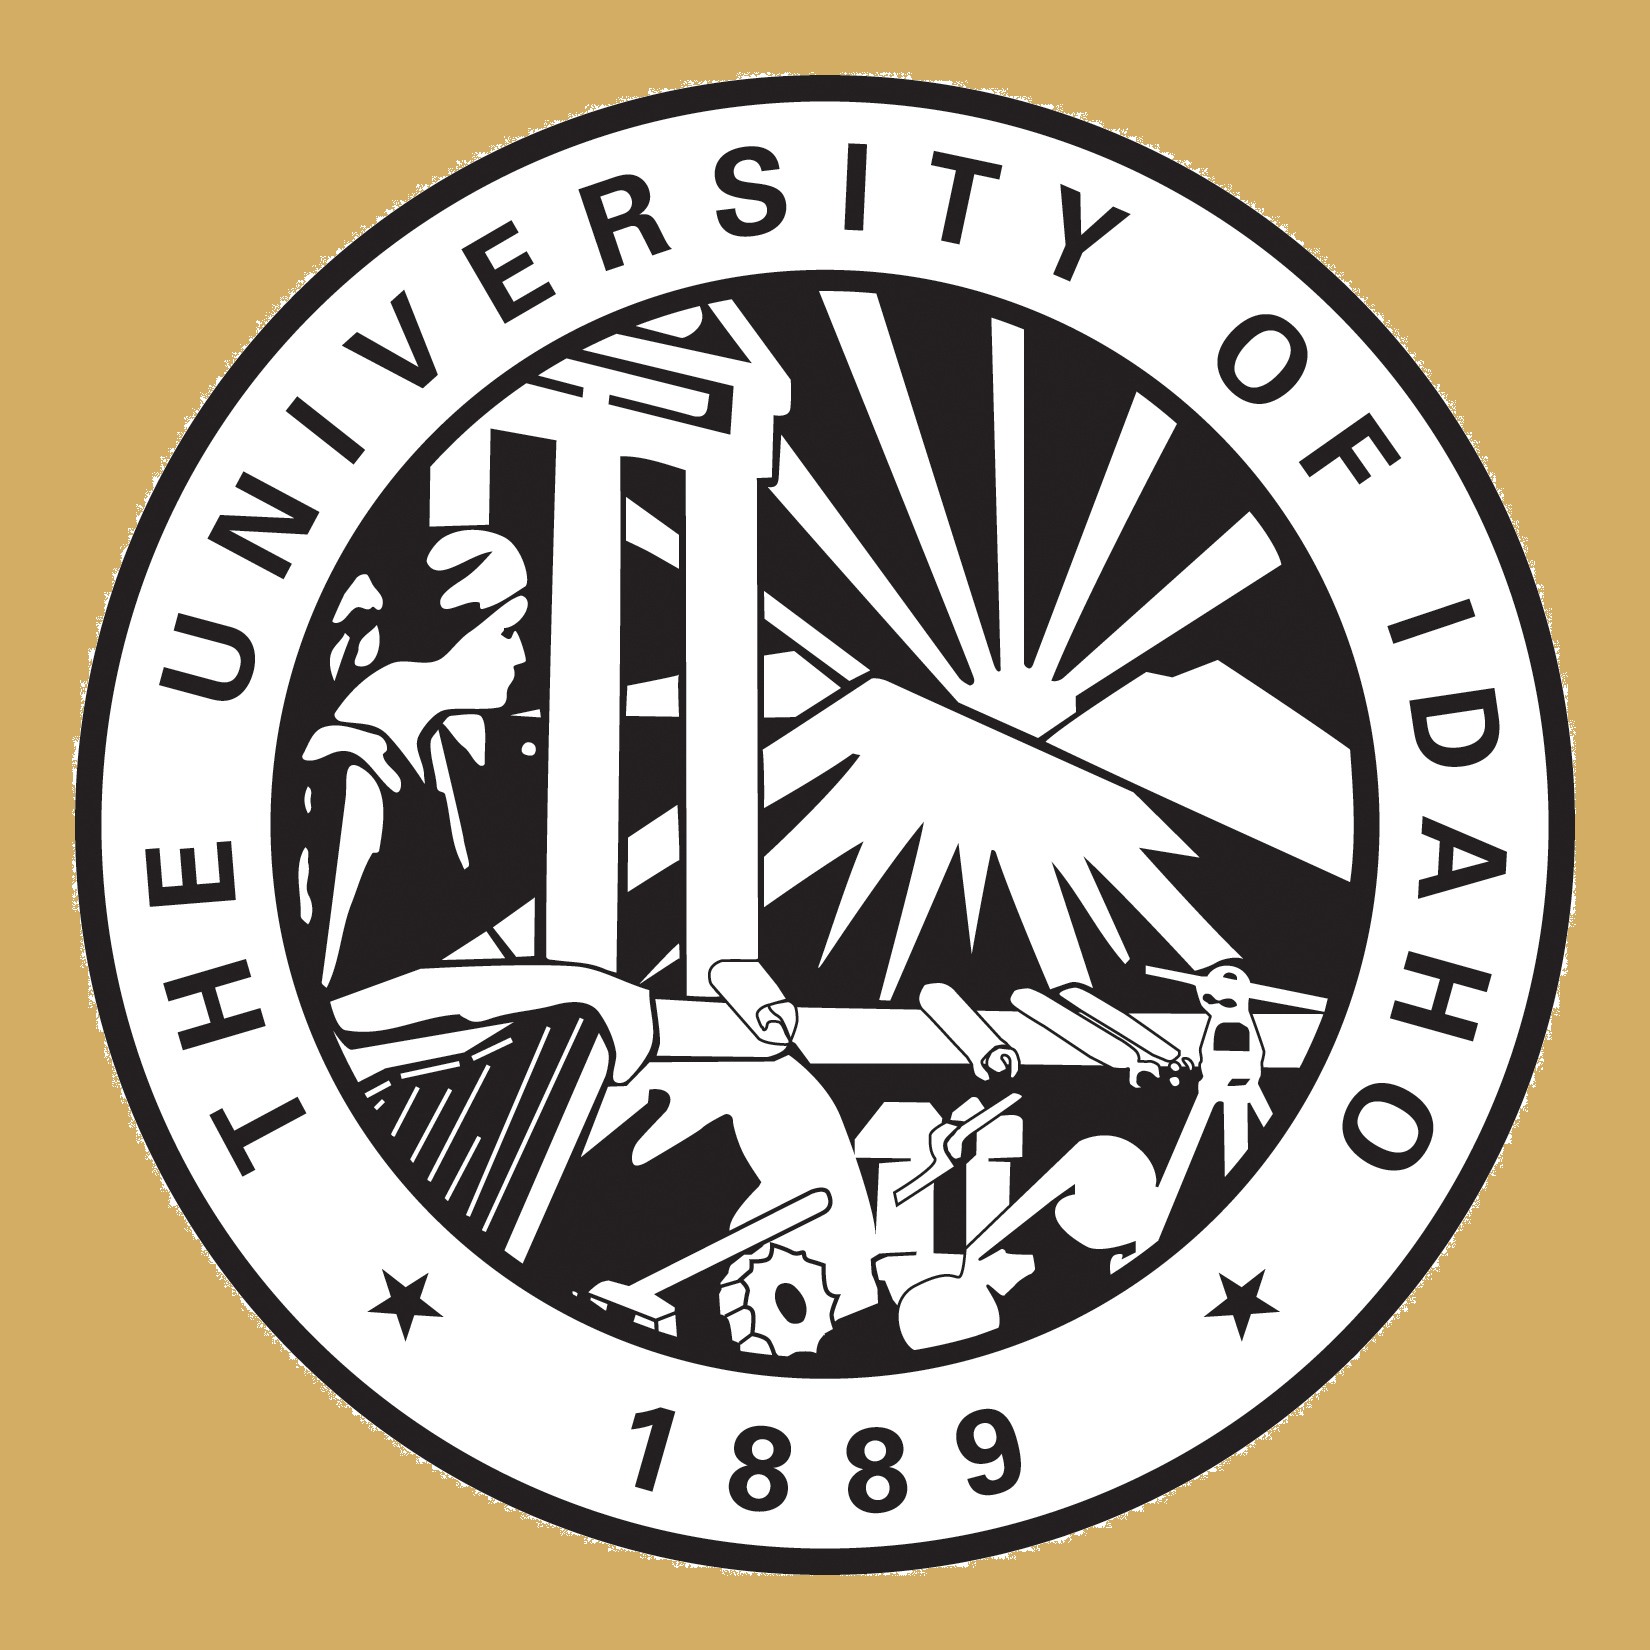 THE UNIVERSITY OF IDAHO
1889